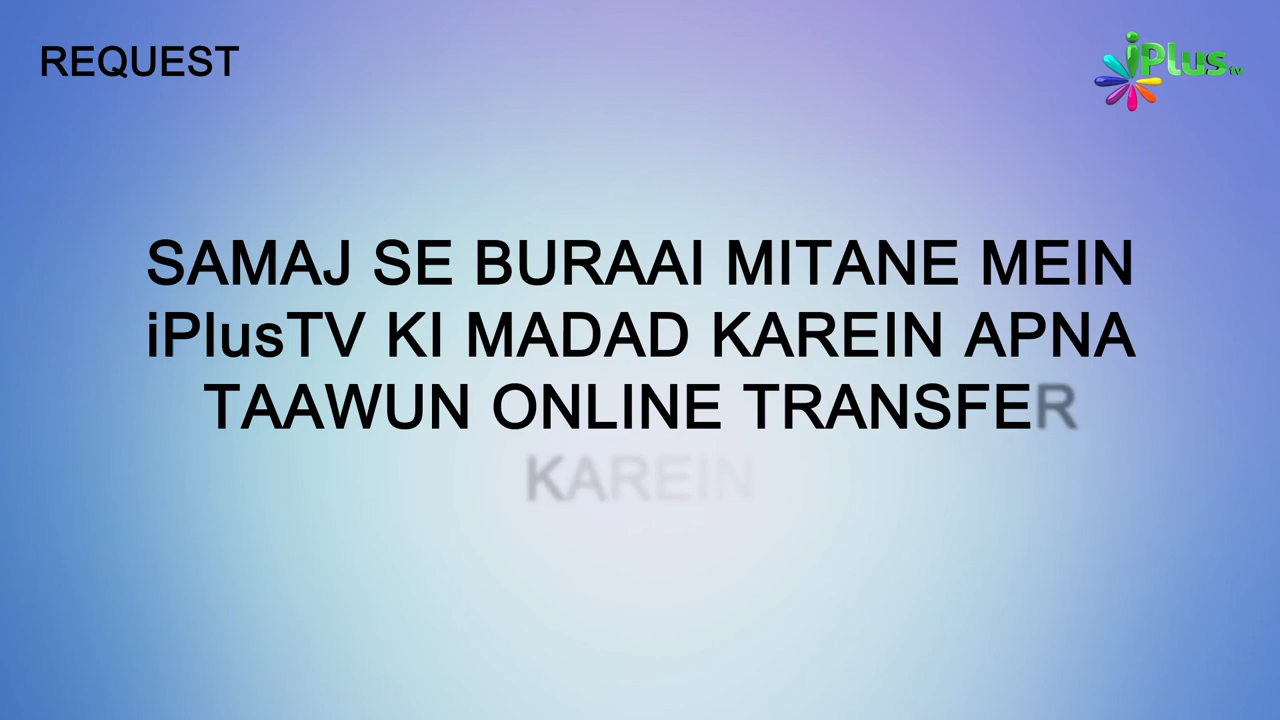 REQUEST
iPlus tv
SAMAJ SE BURAAI MITANE MEIN
iPlusTV KI MADAD KAREIN APNA
TAAWUN ONLINE TRANSFER
KAREIN